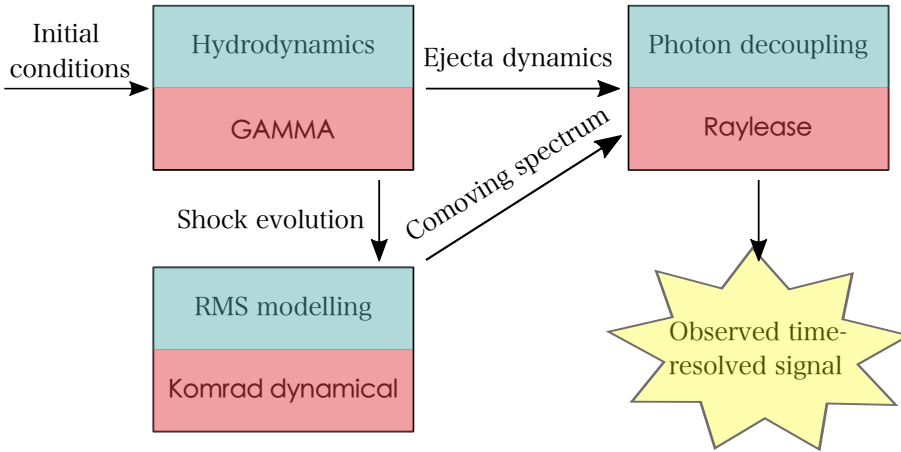 Initial
conditions
Hydrodynamics
GAMMA
Ejecta dynamics
Photon decoupling
Raylease
Shock evolution
Comoving spectrum
RMS modelling
Komrad dynamical
Observed time-
resolved signal